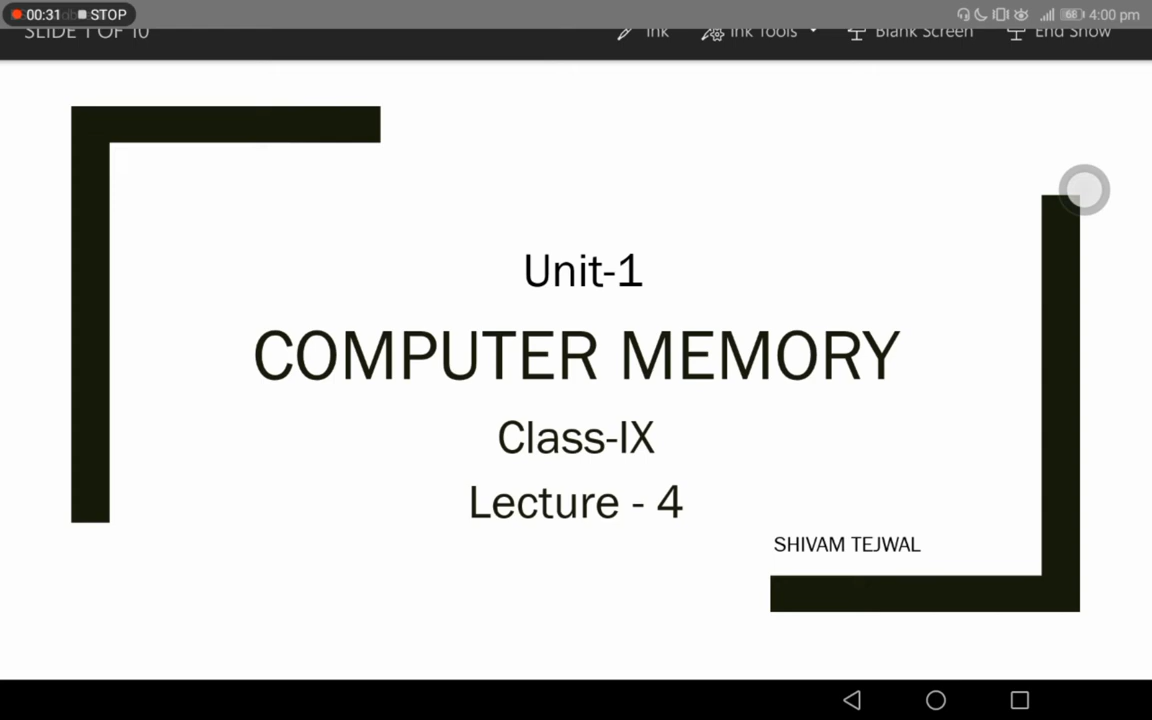 00:31 STOP
68 4:00 pm
SLIDE 1 OF 10
Ink Ink Tools Blank Screen End Show
Unit-1
COMPUTER MEMORY
Class-IX
Lecture - 4
SHIVAM TEJWAL